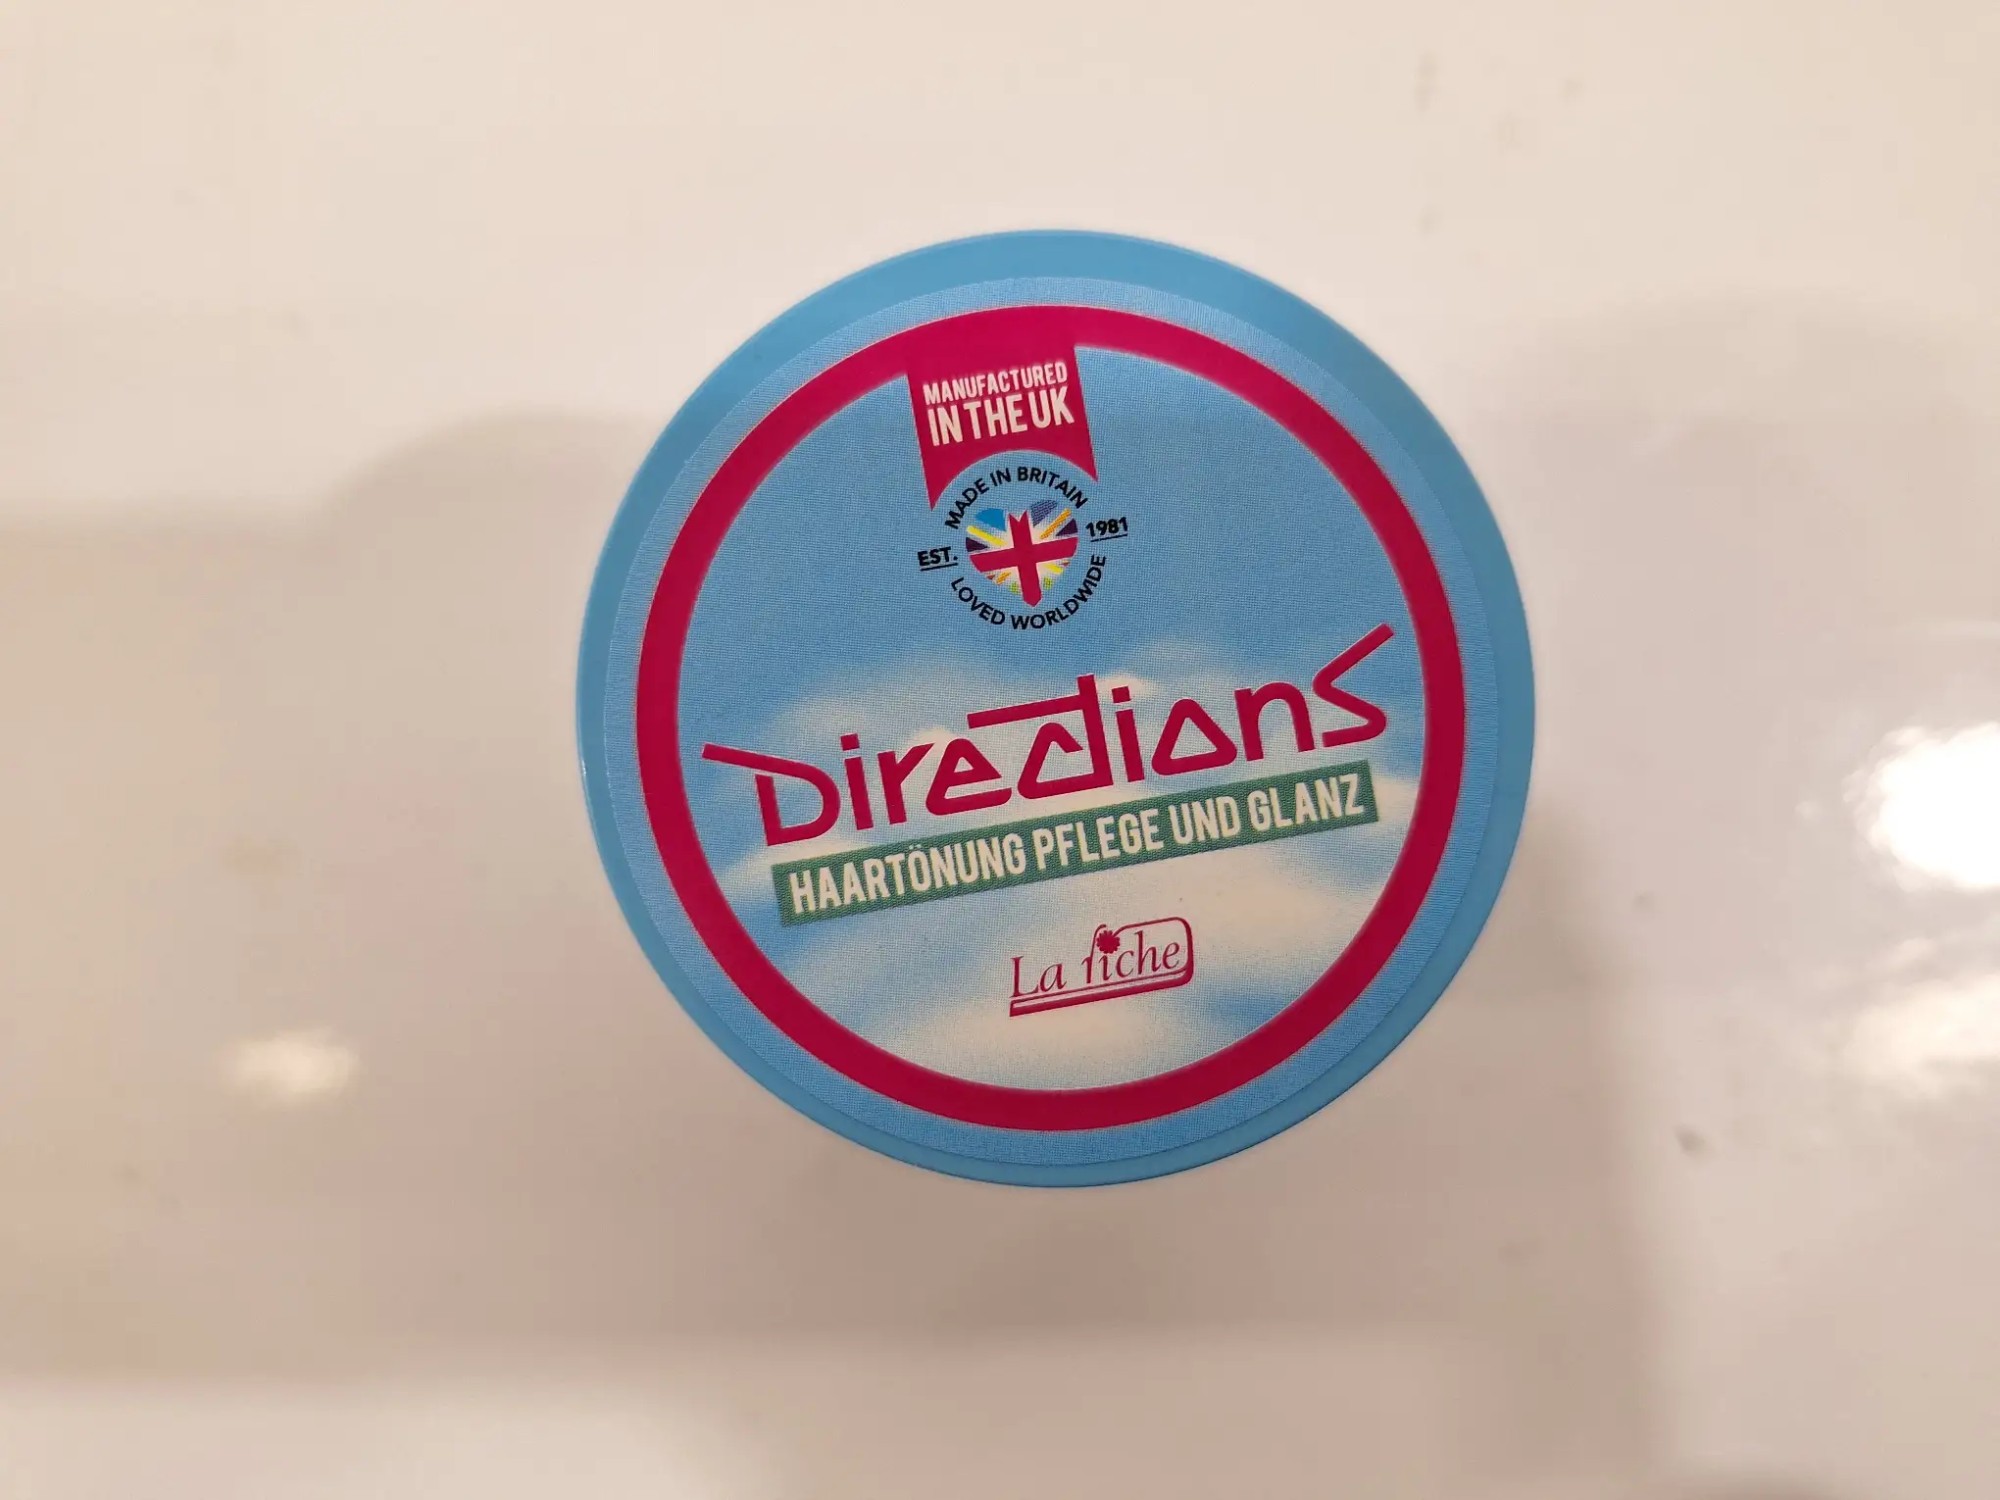 MANUFACTURED
IN THE UK
MADE IN BRITAIN
EST. 1981
LOVED WORLDWIDE
Directions
HAARTÖNUNG PFLEGE UND GLANZ
La riche